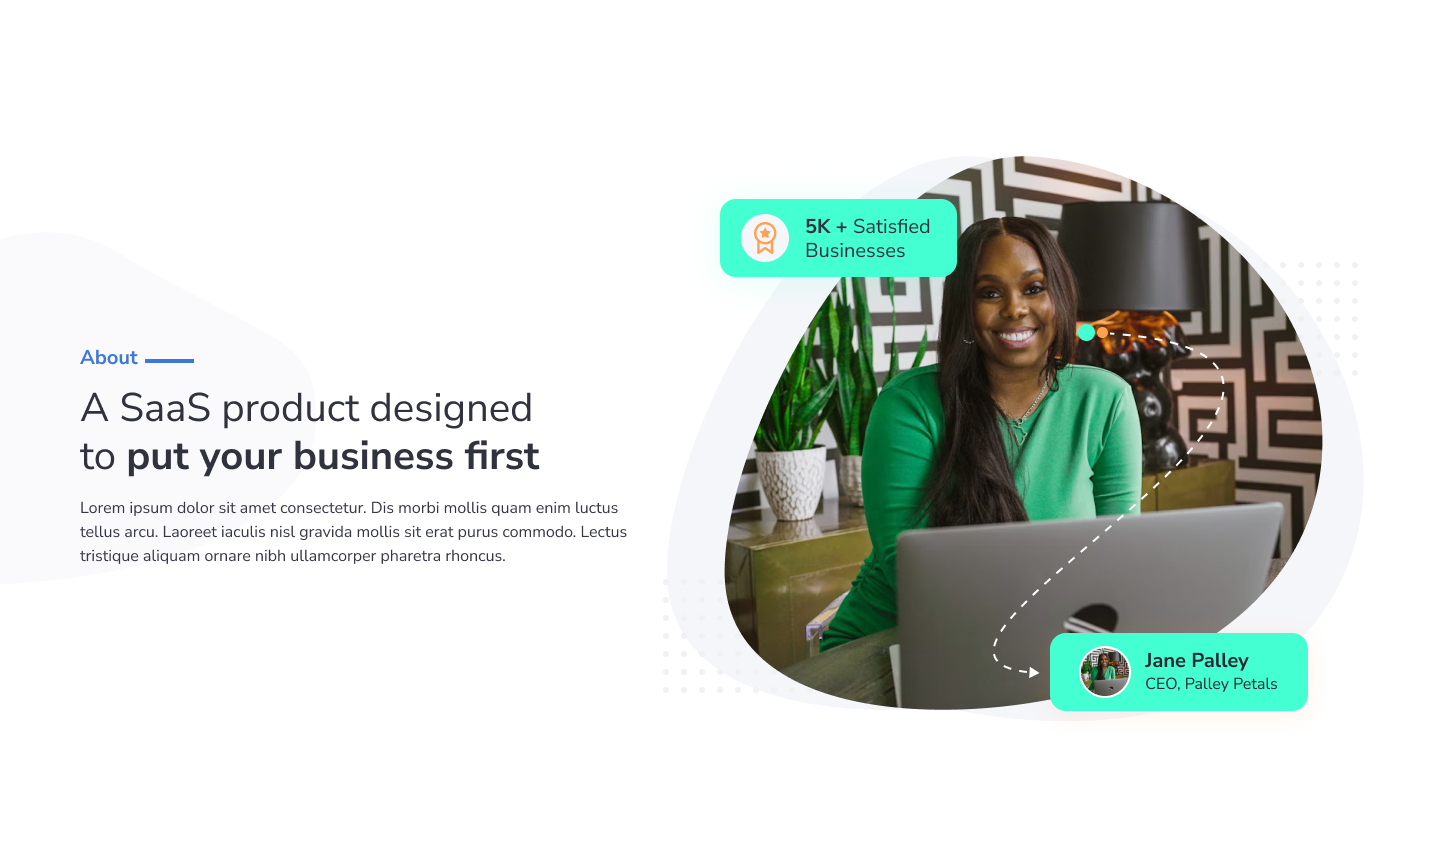 About
A SaaS product designed
to put your business first
Lorem ipsum dolor sit amet consectetur. Dis morbi mollis quam enim luctus
tellus arcu. Laoreet iaculis nisl gravida mollis sit erat purus commodo. Lectus
tristique aliquam ornare nibh ullamcorper pharetra rhoncus.
5K + Satisfied
Businesses
Jane Palley
CEO, Palley Petals